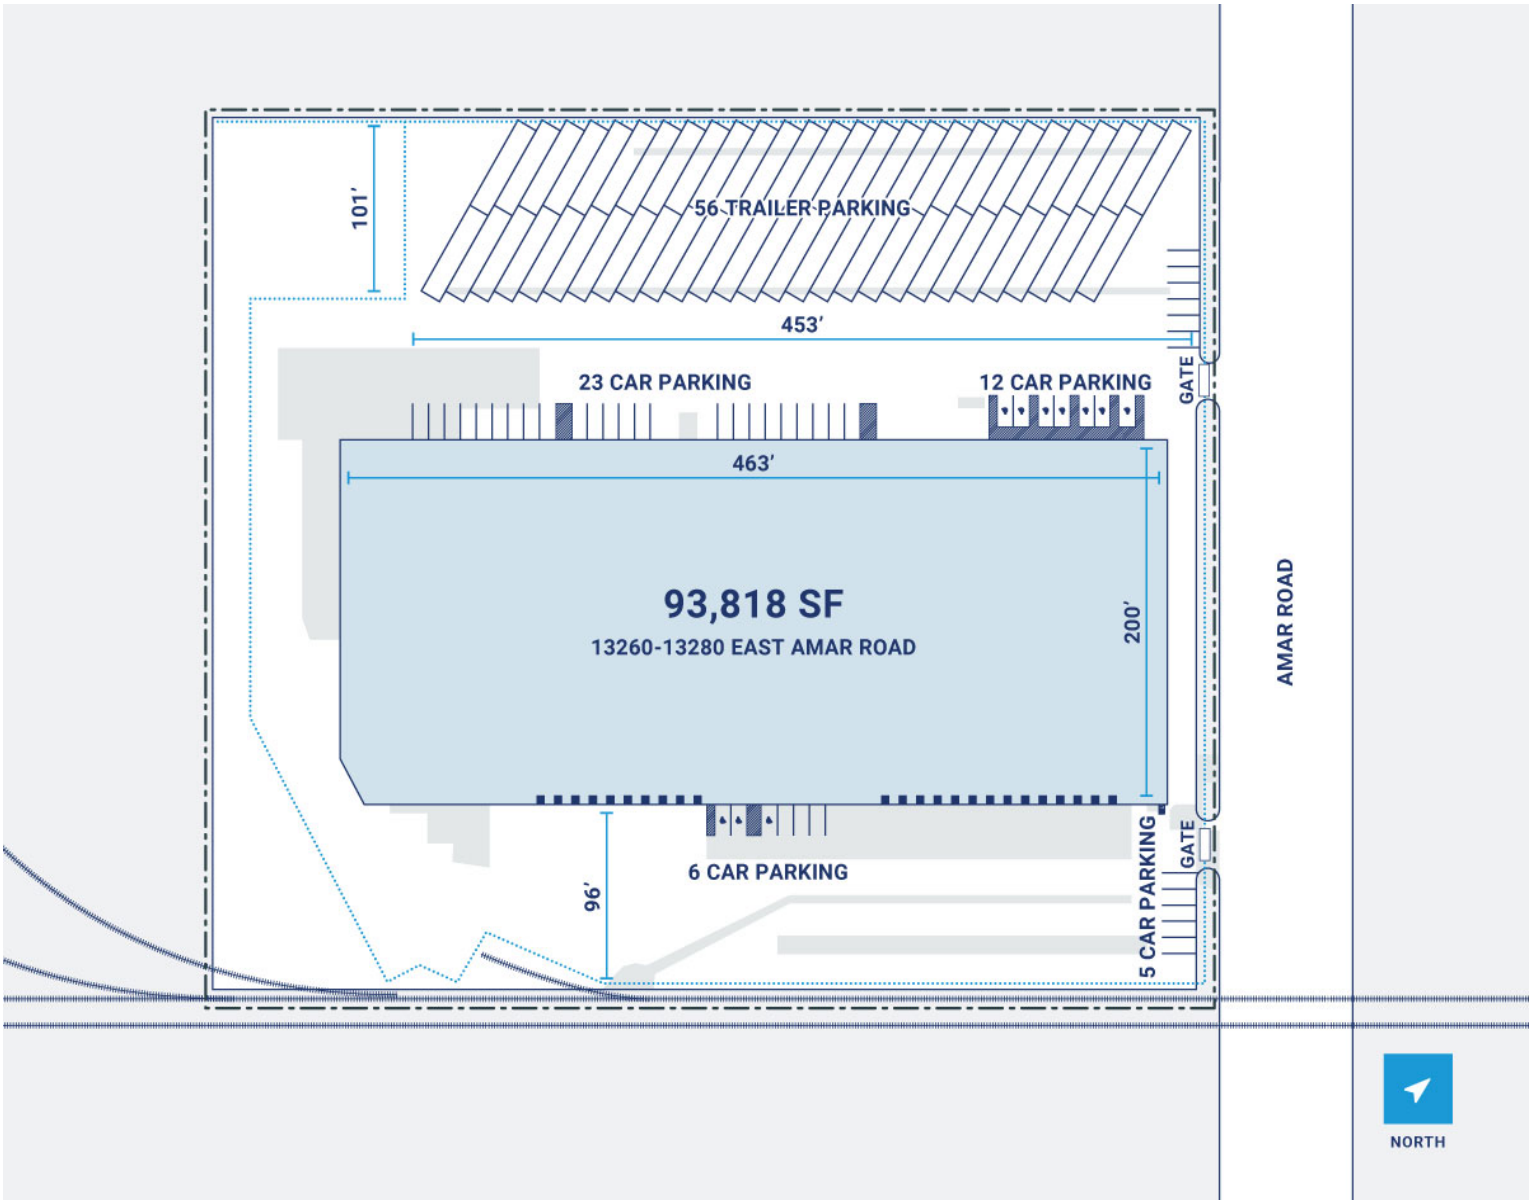 101’
56 TRAILER PARKING
453’
23 CAR PARKING
12 CAR PARKING
GATE
463’
93,818 SF
13260-13280 EAST AMAR ROAD
200’
AMAR ROAD
6 CAR PARKING
96’
5 CAR PARKING
GATE
NORTH